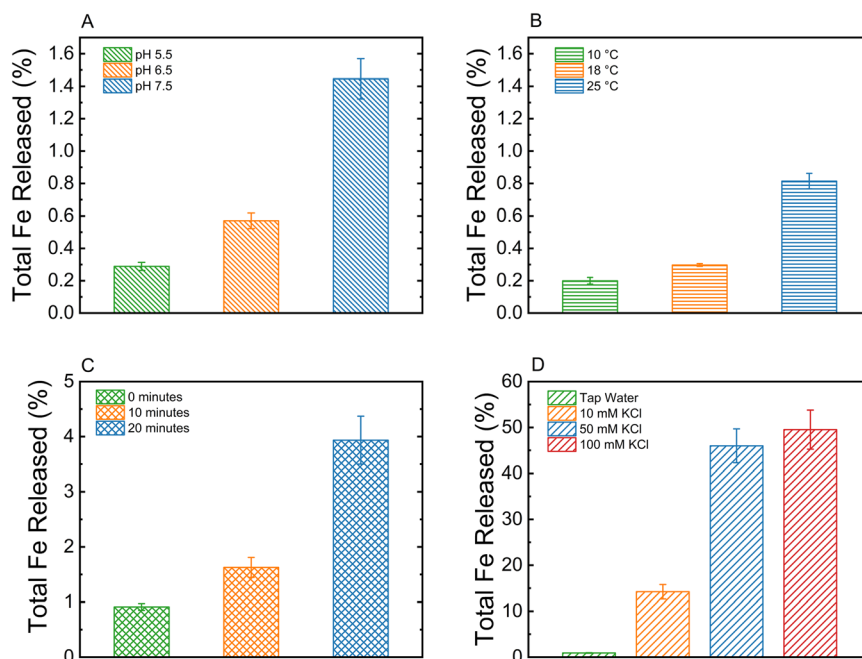 A
Total Fe Released (%)
1.6
1.4
1.2
1.0
0.8
0.6
0.4
0.2
0.0
pH 5.5
pH 6.5
pH 7.5
B
Total Fe Released (%)
1.6
1.4
1.2
1.0
0.8
0.6
0.4
0.2
0.0
10 °C
18 °C
25 °C
C
Total Fe Released (%)
5
4
3
2
1
0
0 minutes
10 minutes
20 minutes
D
Total Fe Released (%)
60
50
40
30
20
10
0
Tap Water
10 mM KCl
50 mM KCl
100 mM KCl